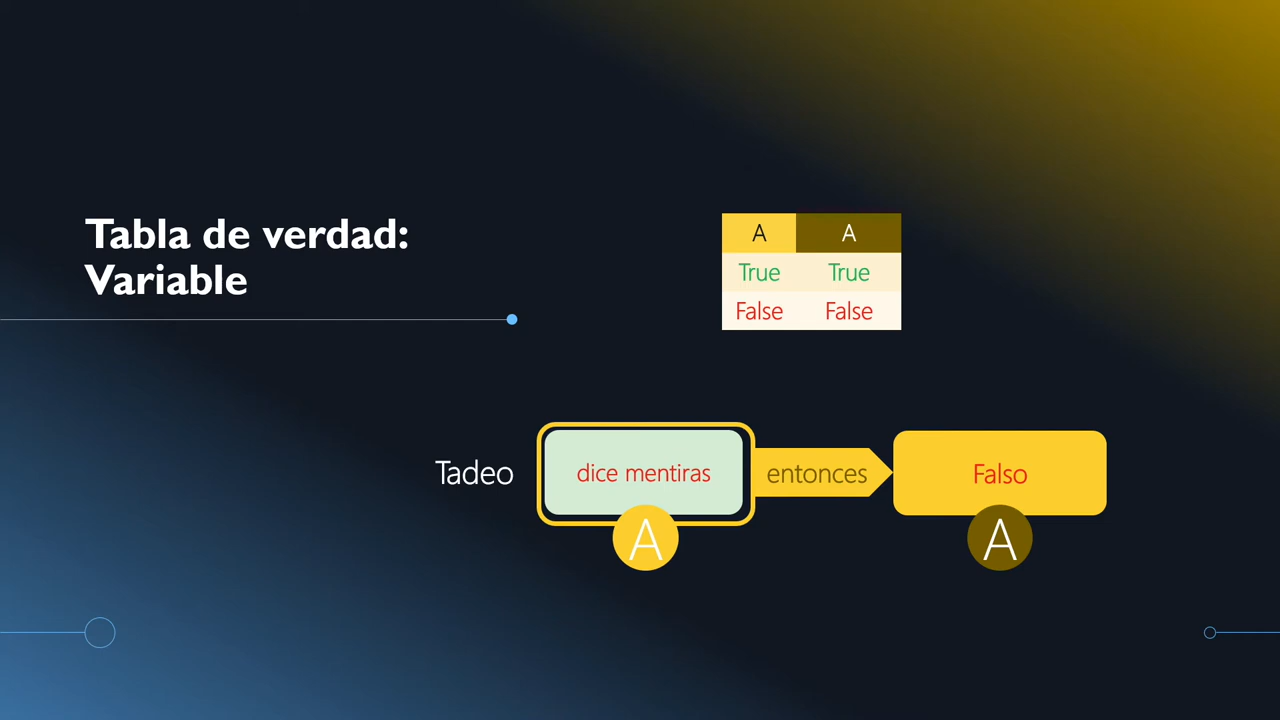 Tabla de verdad:
Variable
A A
True True
False False
Tadeo dice mentiras entonces Falso
A A